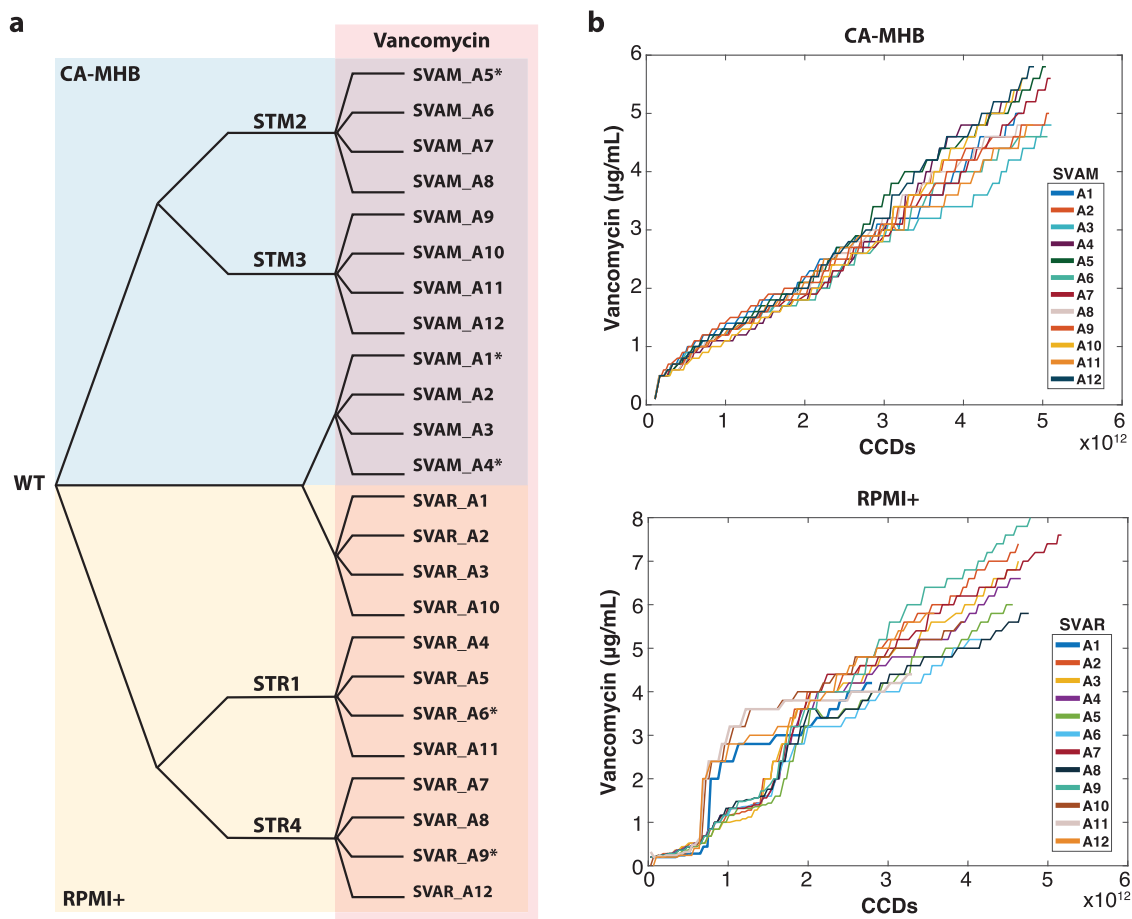 a
Vancomycin
CA-MHB
SVAM_A5*
STM2
SVAM_A6
SVAM_A7
SVAM_A8
SVAM_A9
STM3
SVAM_A10
SVAM_A11
SVAM_A12
SVAM_A1*
SVAM_A2
SVAM_A3
SVAM_A4*
WT
SVAR_A1
SVAR_A2
SVAR_A3
SVAR_A10
SVAR_A4
STR1
SVAR_A5
SVAR_A6*
SVAR_A11
SVAR_A7
STR4
SVAR_A8
SVAR_A9*
SVAR_A12
RPMI+
b
CA-MHB
Vancomycin (µg/mL)
6
5
4
3
2
1
0
0 1 2 3 4 5 6
x10¹²
CCDs
SVAM
A1
A2
A3
A4
A5
A6
A7
A8
A9
A10
A11
A12
RPMI+
Vancomycin (µg/mL)
8
7
6
5
4
3
2
1
0
0 1 2 3 4 5 6
x10¹²
CCDs
SVAR
A1
A2
A3
A4
A5
A6
A7
A8
A9
A10
A11
A12